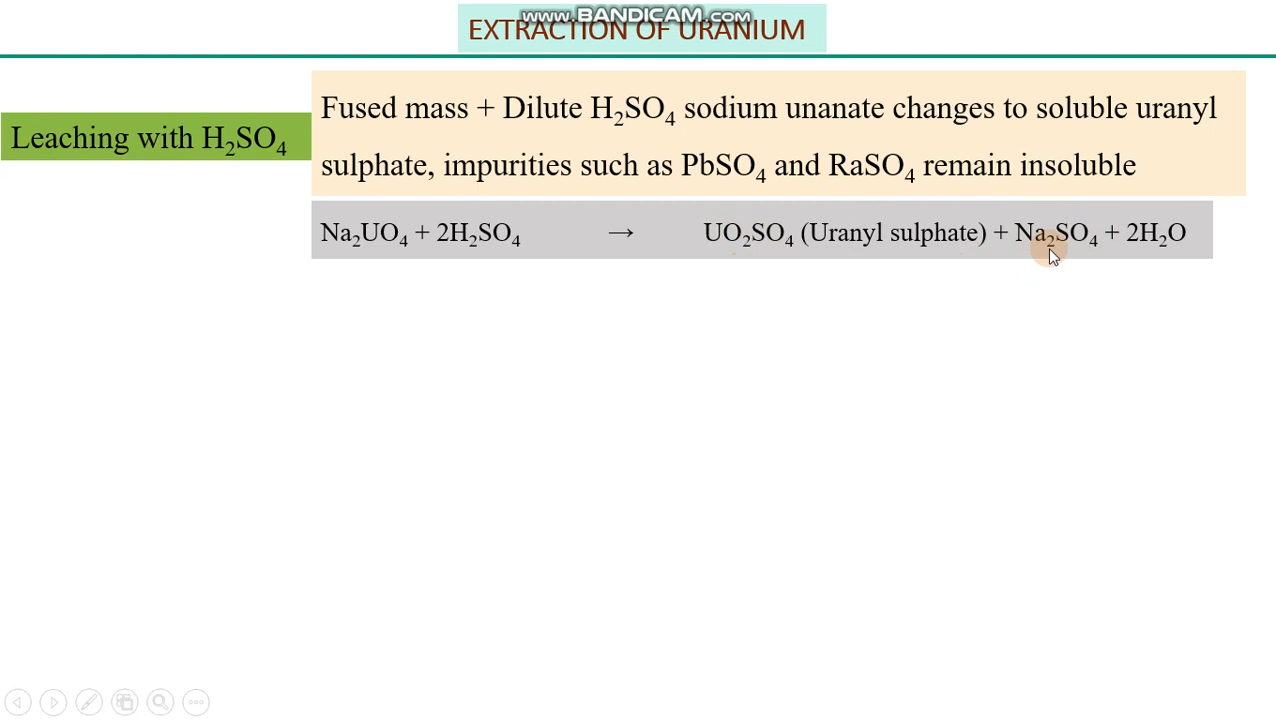 www.BANDICAM.com
EXTRACTION OF URANIUM
Leaching with H₂SO₄
Fused mass + Dilute H₂SO₄ sodium unanate changes to soluble uranyl
sulphate, impurities such as PbSO₄ and RaSO₄ remain insoluble
Na₂UO₄ + 2H₂SO₄ → UO₂SO₄ (Uranyl sulphate) + Na₂SO₄ + 2H₂O